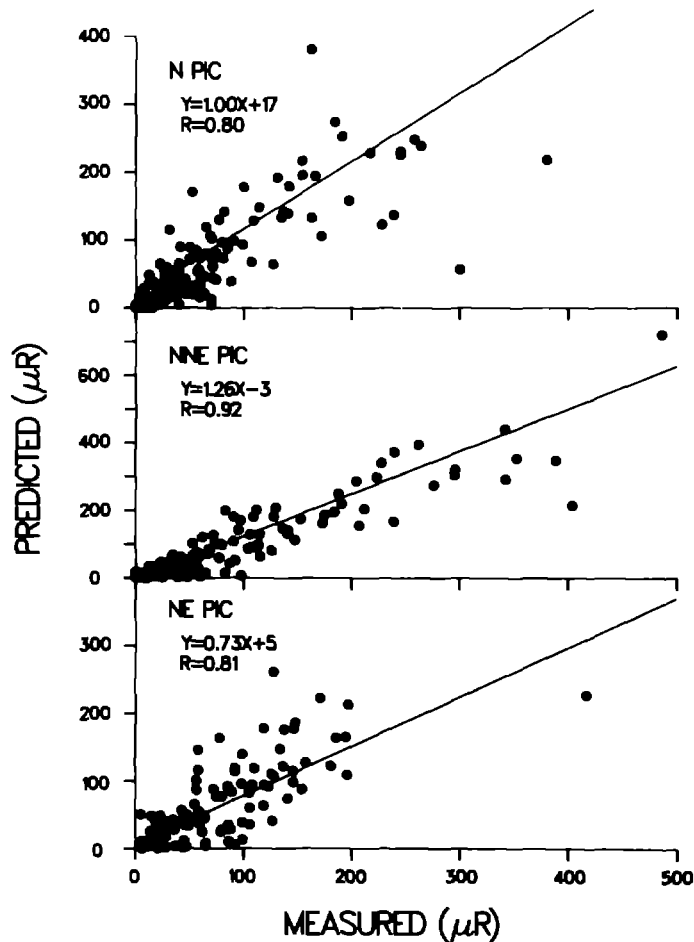 400
N PIC
Y=1.00X+17
R=0.80
300
200
100
0
NNE PIC
Y=1.26X-3
R=0.92
600
400
200
0
NE PIC
Y=0.73X+5
R=0.81
300
200
100
0
0 100 200 300 400 500
PREDICTED (μR)
MEASURED (μR)